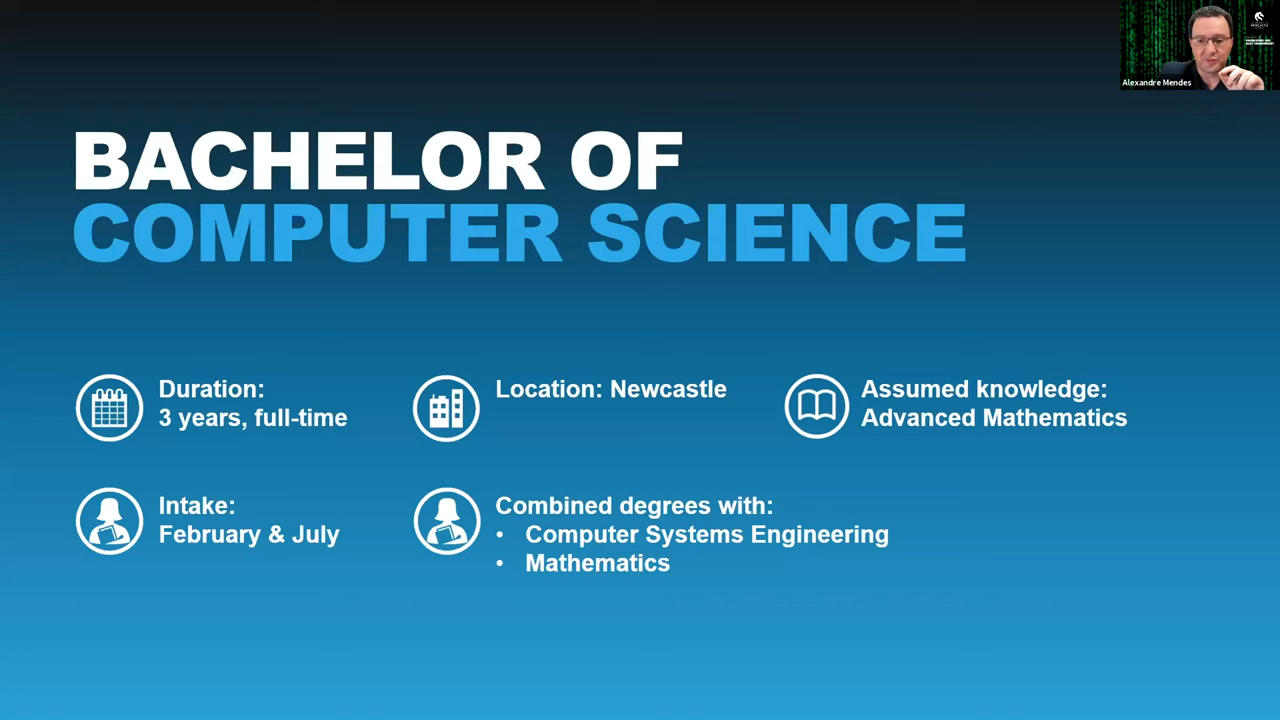 BACHELOR OF
COMPUTER SCIENCE
Duration:
3 years, full-time
Location: Newcastle
Assumed knowledge:
Advanced Mathematics
Intake:
February & July
Combined degrees with:
• Computer Systems Engineering
• Mathematics
Alexandre Mendes